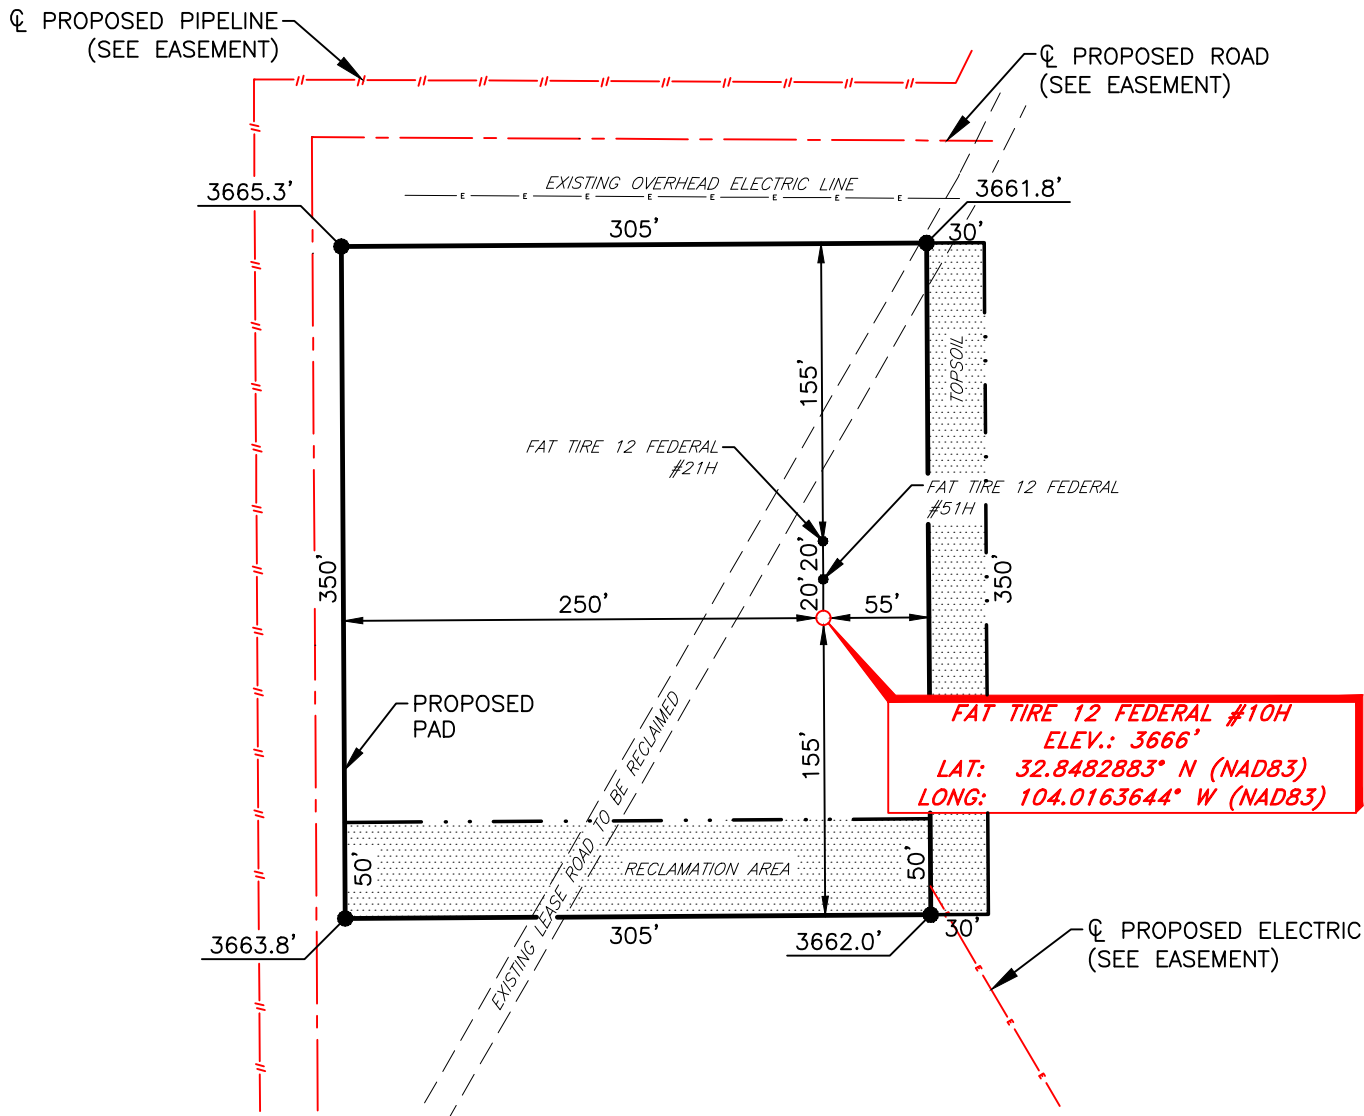 ℄ PROPOSED PIPELINE
(SEE EASEMENT)
℄ PROPOSED ROAD
(SEE EASEMENT)
3665.3'
EXISTING OVERHEAD ELECTRIC LINE
E E E E E E E E
3661.8'
305'
30'
TOPSOIL
155'
FAT TIRE 12 FEDERAL
#21H
FAT TIRE 12 FEDERAL
#51H
20'
20'
350'
350'
250'
55'
PROPOSED
PAD
FAT TIRE 12 FEDERAL #10H
ELEV.: 3666'
LAT: 32.8482883° N (NAD83)
LONG: 104.0163644° W (NAD83)
155'
EXISTING LEASE ROAD TO BE RECLAIMED
50'
RECLAMATION AREA
50'
3663.8'
305'
3662.0'
30'
℄ PROPOSED ELECTRIC
(SEE EASEMENT)
E
E
E